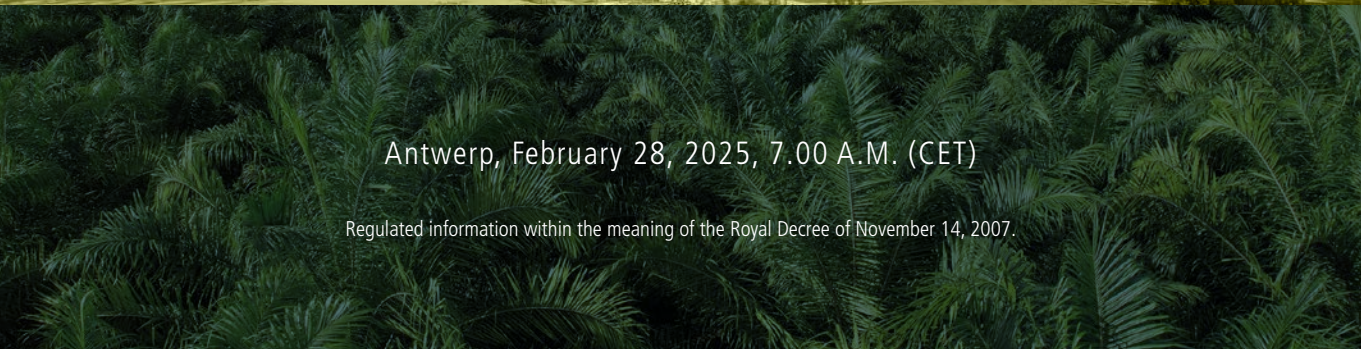 Antwerp, February 28, 2025, 7.00 A.M. (CET)
Regulated information within the meaning of the Royal Decree of November 14, 2007.